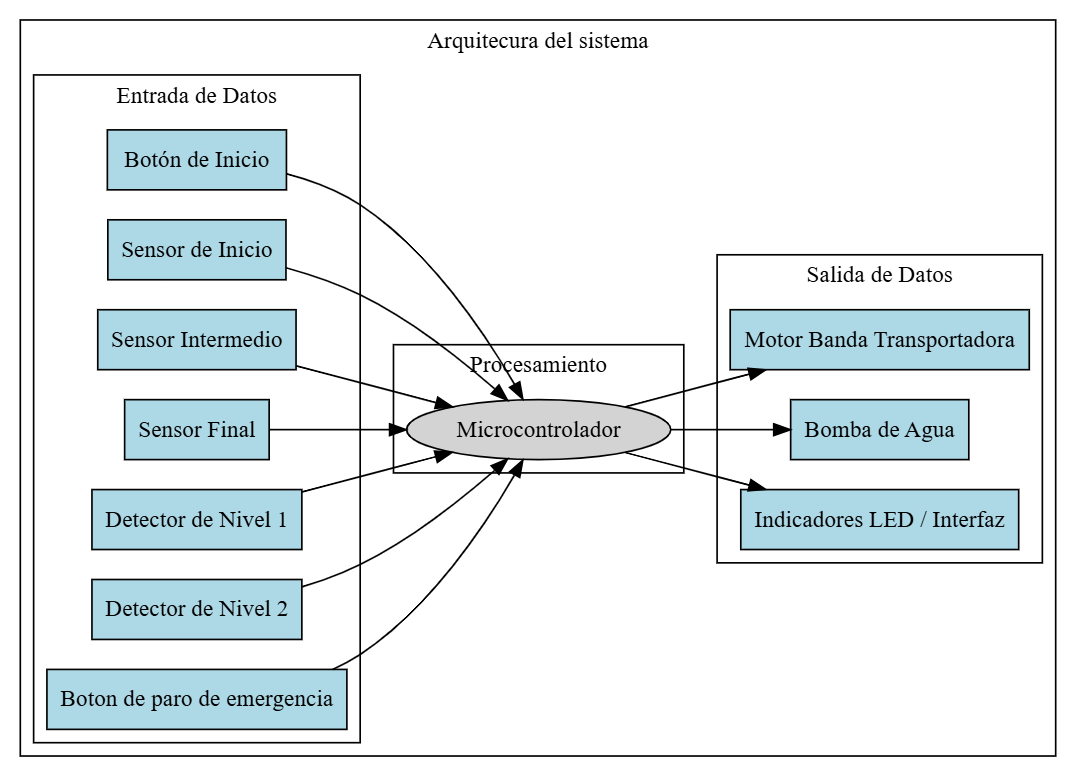 Arquitecura del sistema
Entrada de Datos
Botón de Inicio
Sensor de Inicio
Sensor Intermedio
Sensor Final
Detector de Nivel 1
Detector de Nivel 2
Boton de paro de emergencia
Procesamiento
Microcontrolador
Salida de Datos
Motor Banda Transportadora
Bomba de Agua
Indicadores LED / Interfaz